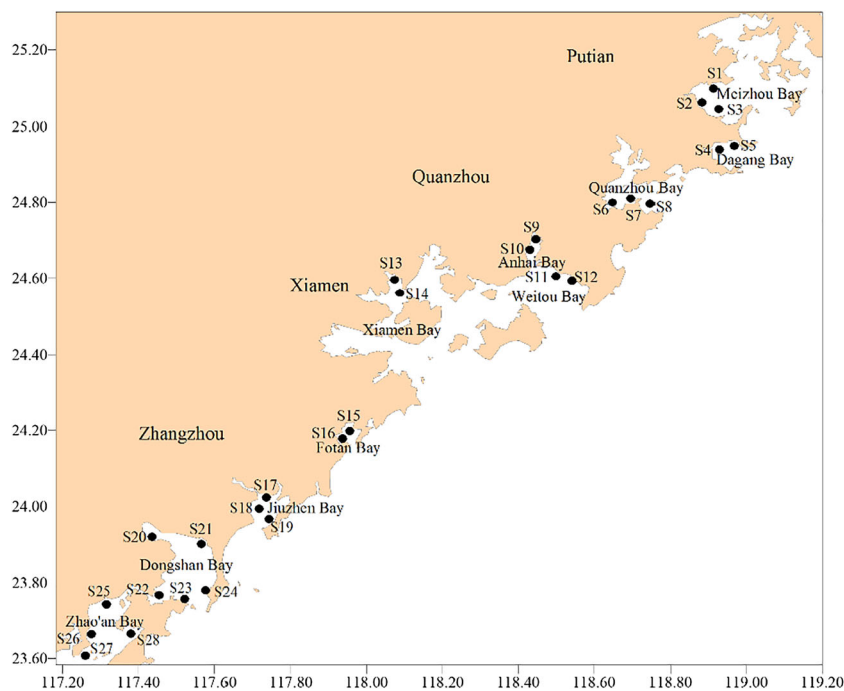 25.20
Putian
S1
Meizhou Bay
S2
S3
25.00
S4
S5
Dagang Bay
Quanzhou
Quanzhou Bay
24.80
S6
S7
S8
S9
S10
Anhai Bay
S13
S11
S12
24.60
Xiamen
S14
Weitou Bay
Xiamen Bay
24.40
S15
24.20
Zhangzhou
S16
Fotan Bay
S17
24.00
S18
Jiuzhen Bay
S19
S20
S21
Dongshan Bay
23.80
S25
S22
S23
S24
Zhao'an Bay
S26
S27
S28
23.60
117.20
117.40
117.60
117.80
118.00
118.20
118.40
118.60
118.80
119.00
119.20